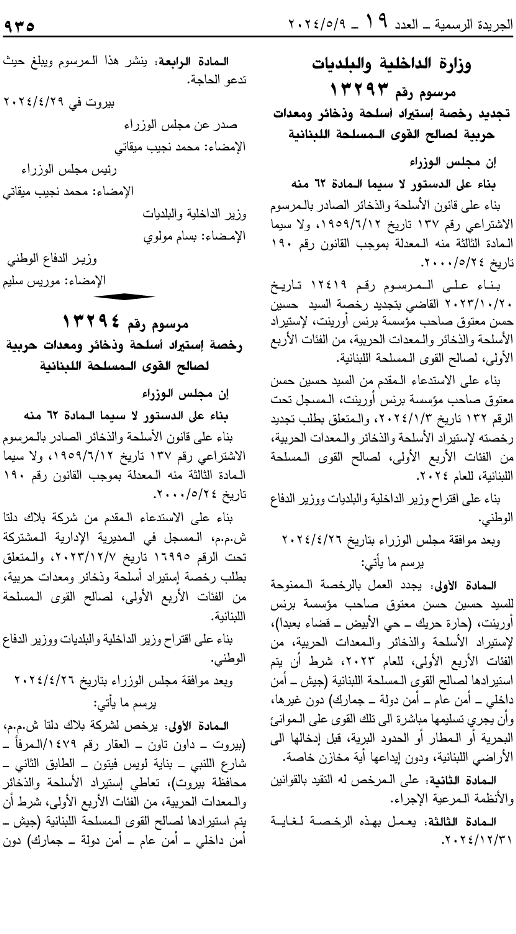 الجريدة الرسمية ــ العدد ١٩ ــ ٢٠٢٤/٥/٩
٩٣٥
وزارة الداخلية والبلديات
مرسوم رقم ١٣٢٩٣
تجديد رخصة إستيراد أسلحة وذخائر ومعدات
حربية لصالح القوى المسلحة اللبنانية
إن مجلس الوزراء
بناء على الدستور لا سيما المادة ٦٢ منه
بناء على قانون الأسلحة والذخائر الصادر بالمرسوم
الاشتراعي رقم ١٣٧ تاريخ ١٩٥٩/٦/١٢، ولا سيما
المادة الثالثة منه المعدلة بموجب القانون رقم ١٩٠
تاريخ ٢٠٠٠/٥/٢٤.
بناء على المرسوم رقم ١٢٤١٩ تاريخ
٢٠٢٣/١٠/٢٠ القاضي بتجديد رخصة السيد حسين
حسن معتوق صاحب مؤسسة برنس أورينت، لإستيراد
الأسلحة والذخائر والمعدات الحربية، من الفئات الأربع
الأولى، لصالح القوى المسلحة اللبنانية.
بناء على الاستدعاء المقدم من السيد حسين حسن
معتوق صاحب مؤسسة برنس أورينت، المسجل تحت
الرقم ١٣٢ تاريخ ٢٠٢٤/١/٣، والمتعلق بطلب تجديد
رخصته لإستيراد الأسلحة والذخائر والمعدات الحربية،
من الفئات الأربع الأولى، لصالح القوى المسلحة
اللبنانية، للعام ٢٠٢٤.
بناء على اقتراح وزير الداخلية والبلديات ووزير الدفاع
الوطني.
وبعد موافقة مجلس الوزراء بتاريخ ٢٠٢٤/٤/٢٦
يرسم ما يأتي:
المادة الأولى: يجدد العمل بالرخصة الممنوحة
للسيد حسين حسن معتوق صاحب مؤسسة برنس
أورينت، (حارة حريك ــ حي الأبيض ــ قضاء بعبدا)،
لإستيراد الأسلحة والذخائر والمعدات الحربية، من
الفئات الأربع الأولى، للعام ٢٠٢٣، شرط أن يتم
استيرادها لصالح القوى المسلحة اللبنانية (جيش ــ أمن
داخلي ــ أمن عام ــ أمن دولة ــ جمارك) دون غيرها،
وأن يجري تسليمها مباشرة الى تلك القوى على الموانئ
البحرية أو المطار أو الحدود البرية، قبل إدخالها الى
الأراضي اللبنانية، ودون إيداعها أية مخازن خاصة.
المادة الثانية: على المرخص له التقيد بالقوانين
والأنظمة المرعية الإجراء.
المادة الثالثة: يعمل بهذه الرخصة لغاية
٢٠٢٤/١٢/٣١.
المادة الرابعة: ينشر هذا المرسوم ويبلغ حيث
تدعو الحاجة.
بيروت في ٢٠٢٤/٤/٢٩
صدر عن مجلس الوزراء
الإمضاء: محمد نجيب ميقاتي
رئيس مجلس الوزراء
الإمضاء: محمد نجيب ميقاتي
وزير الداخلية والبلديات
الإمضاء: بسام مولوي
وزير الدفاع الوطني
الإمضاء: موريس سليم
مرسوم رقم ١٣٢٩٤
رخصة إستيراد أسلحة وذخائر ومعدات حربية
لصالح القوى المسلحة اللبنانية
إن مجلس الوزراء
بناء على الدستور لا سيما المادة ٦٢ منه
بناء على قانون الأسلحة والذخائر الصادر بالمرسوم
الاشتراعي رقم ١٣٧ تاريخ ١٩٥٩/٦/١٢، ولا سيما
المادة الثالثة منه المعدلة بموجب القانون رقم ١٩٠
تاريخ ٢٠٠٠/٥/٢٤.
بناء على الاستدعاء المقدم من شركة بلاك دلتا
ش.م.م، المسجل في المديرية الإدارية المشتركة
تحت الرقم ١٦٩٩٥ تاريخ ٢٠٢٣/١٢/٧، والمتعلق
بطلب رخصة إستيراد أسلحة وذخائر ومعدات حربية،
من الفئات الأربع الأولى، لصالح القوى المسلحة
اللبنانية.
بناء على اقتراح وزير الداخلية والبلديات ووزير الدفاع
الوطني.
وبعد موافقة مجلس الوزراء بتاريخ ٢٠٢٤/٤/٢٦
يرسم ما يأتي:
المادة الأولى: يرخص لشركة بلاك دلتا ش.م.م،
(بيروت ــ داون تاون ــ العقار رقم ١٤٧٩/المرفأ ــ
شارع اللنبي ــ بناية لويس فيتون ــ الطابق الثاني ــ
محافظة بيروت)، تعاطي إستيراد الأسلحة والذخائر
والمعدات الحربية، من الفئات الأربع الأولى، شرط أن
يتم استيرادها لصالح القوى المسلحة اللبنانية (جيش ــ
أمن داخلي ــ أمن عام ــ أمن دولة ــ جمارك) دون